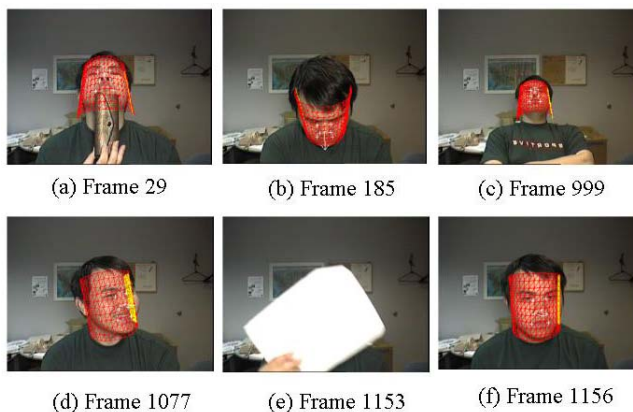 (a) Frame 29
(b) Frame 185
(c) Frame 999
(d) Frame 1077
(e) Frame 1153
(f) Frame 1156